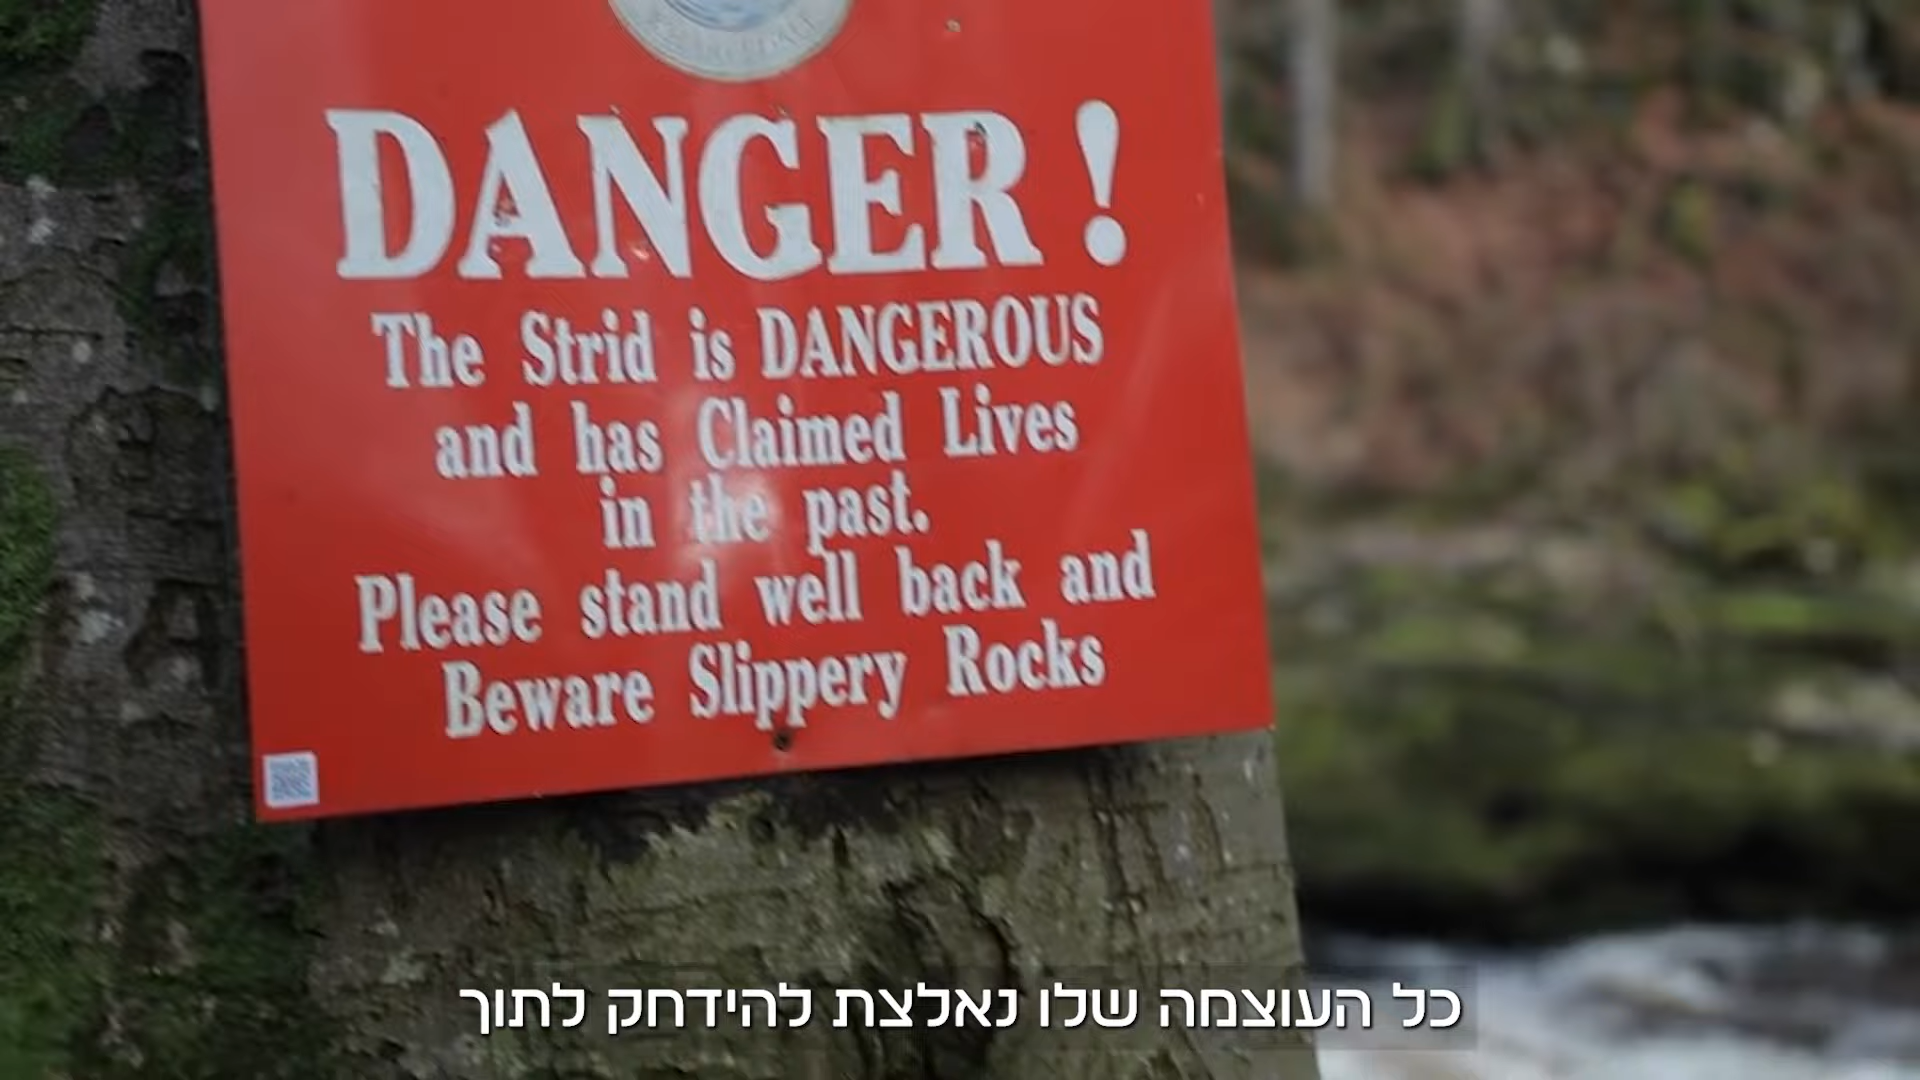 DANGER!
The Strid is DANGEROUS
and has Claimed Lives
in the past.
Please stand well back and
Beware Slippery Rocks
כל העוצמה שלו נאלצת להידחק לתוך